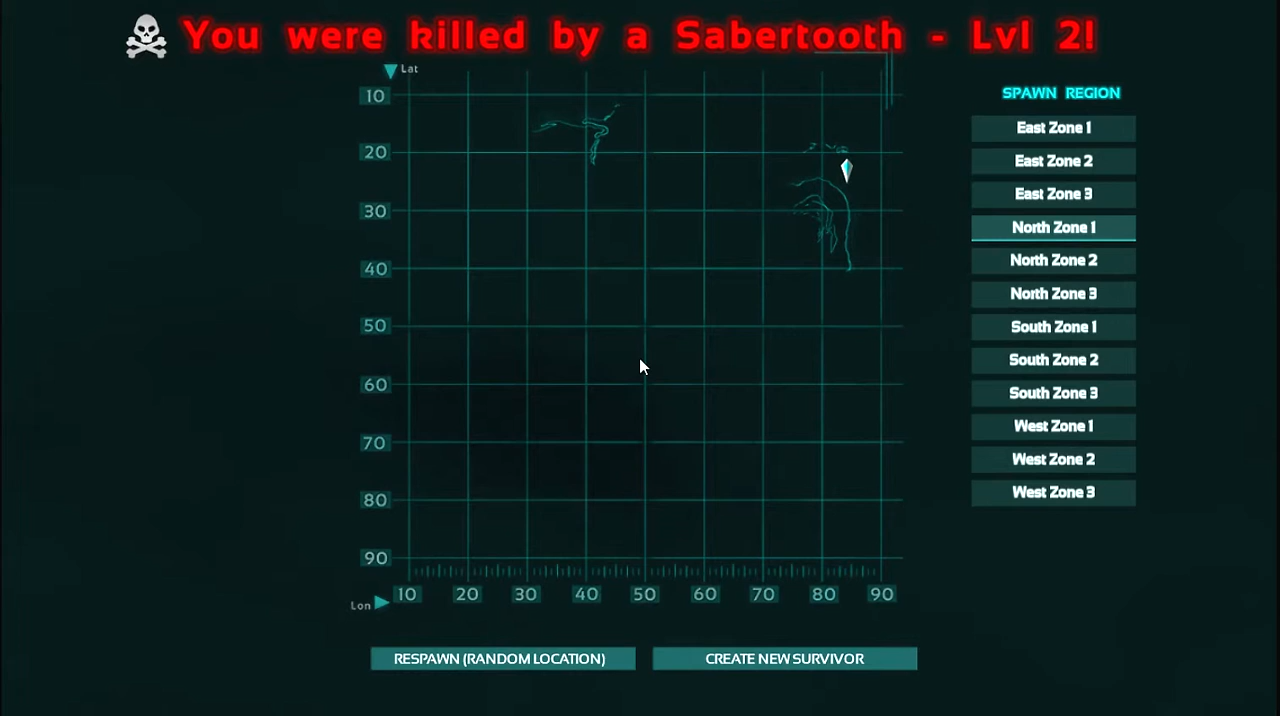 You were killed by a Sabertooth - Lvl 2!
Lat
10
20
30
40
50
60
70
80
90
Lon
10 20 30 40 50 60 70 80 90
RESPAWN (RANDOM LOCATION)
CREATE NEW SURVIVOR
SPAWN REGION
East Zone 1
East Zone 2
East Zone 3
North Zone 1
North Zone 2
North Zone 3
South Zone 1
South Zone 2
South Zone 3
West Zone 1
West Zone 2
West Zone 3